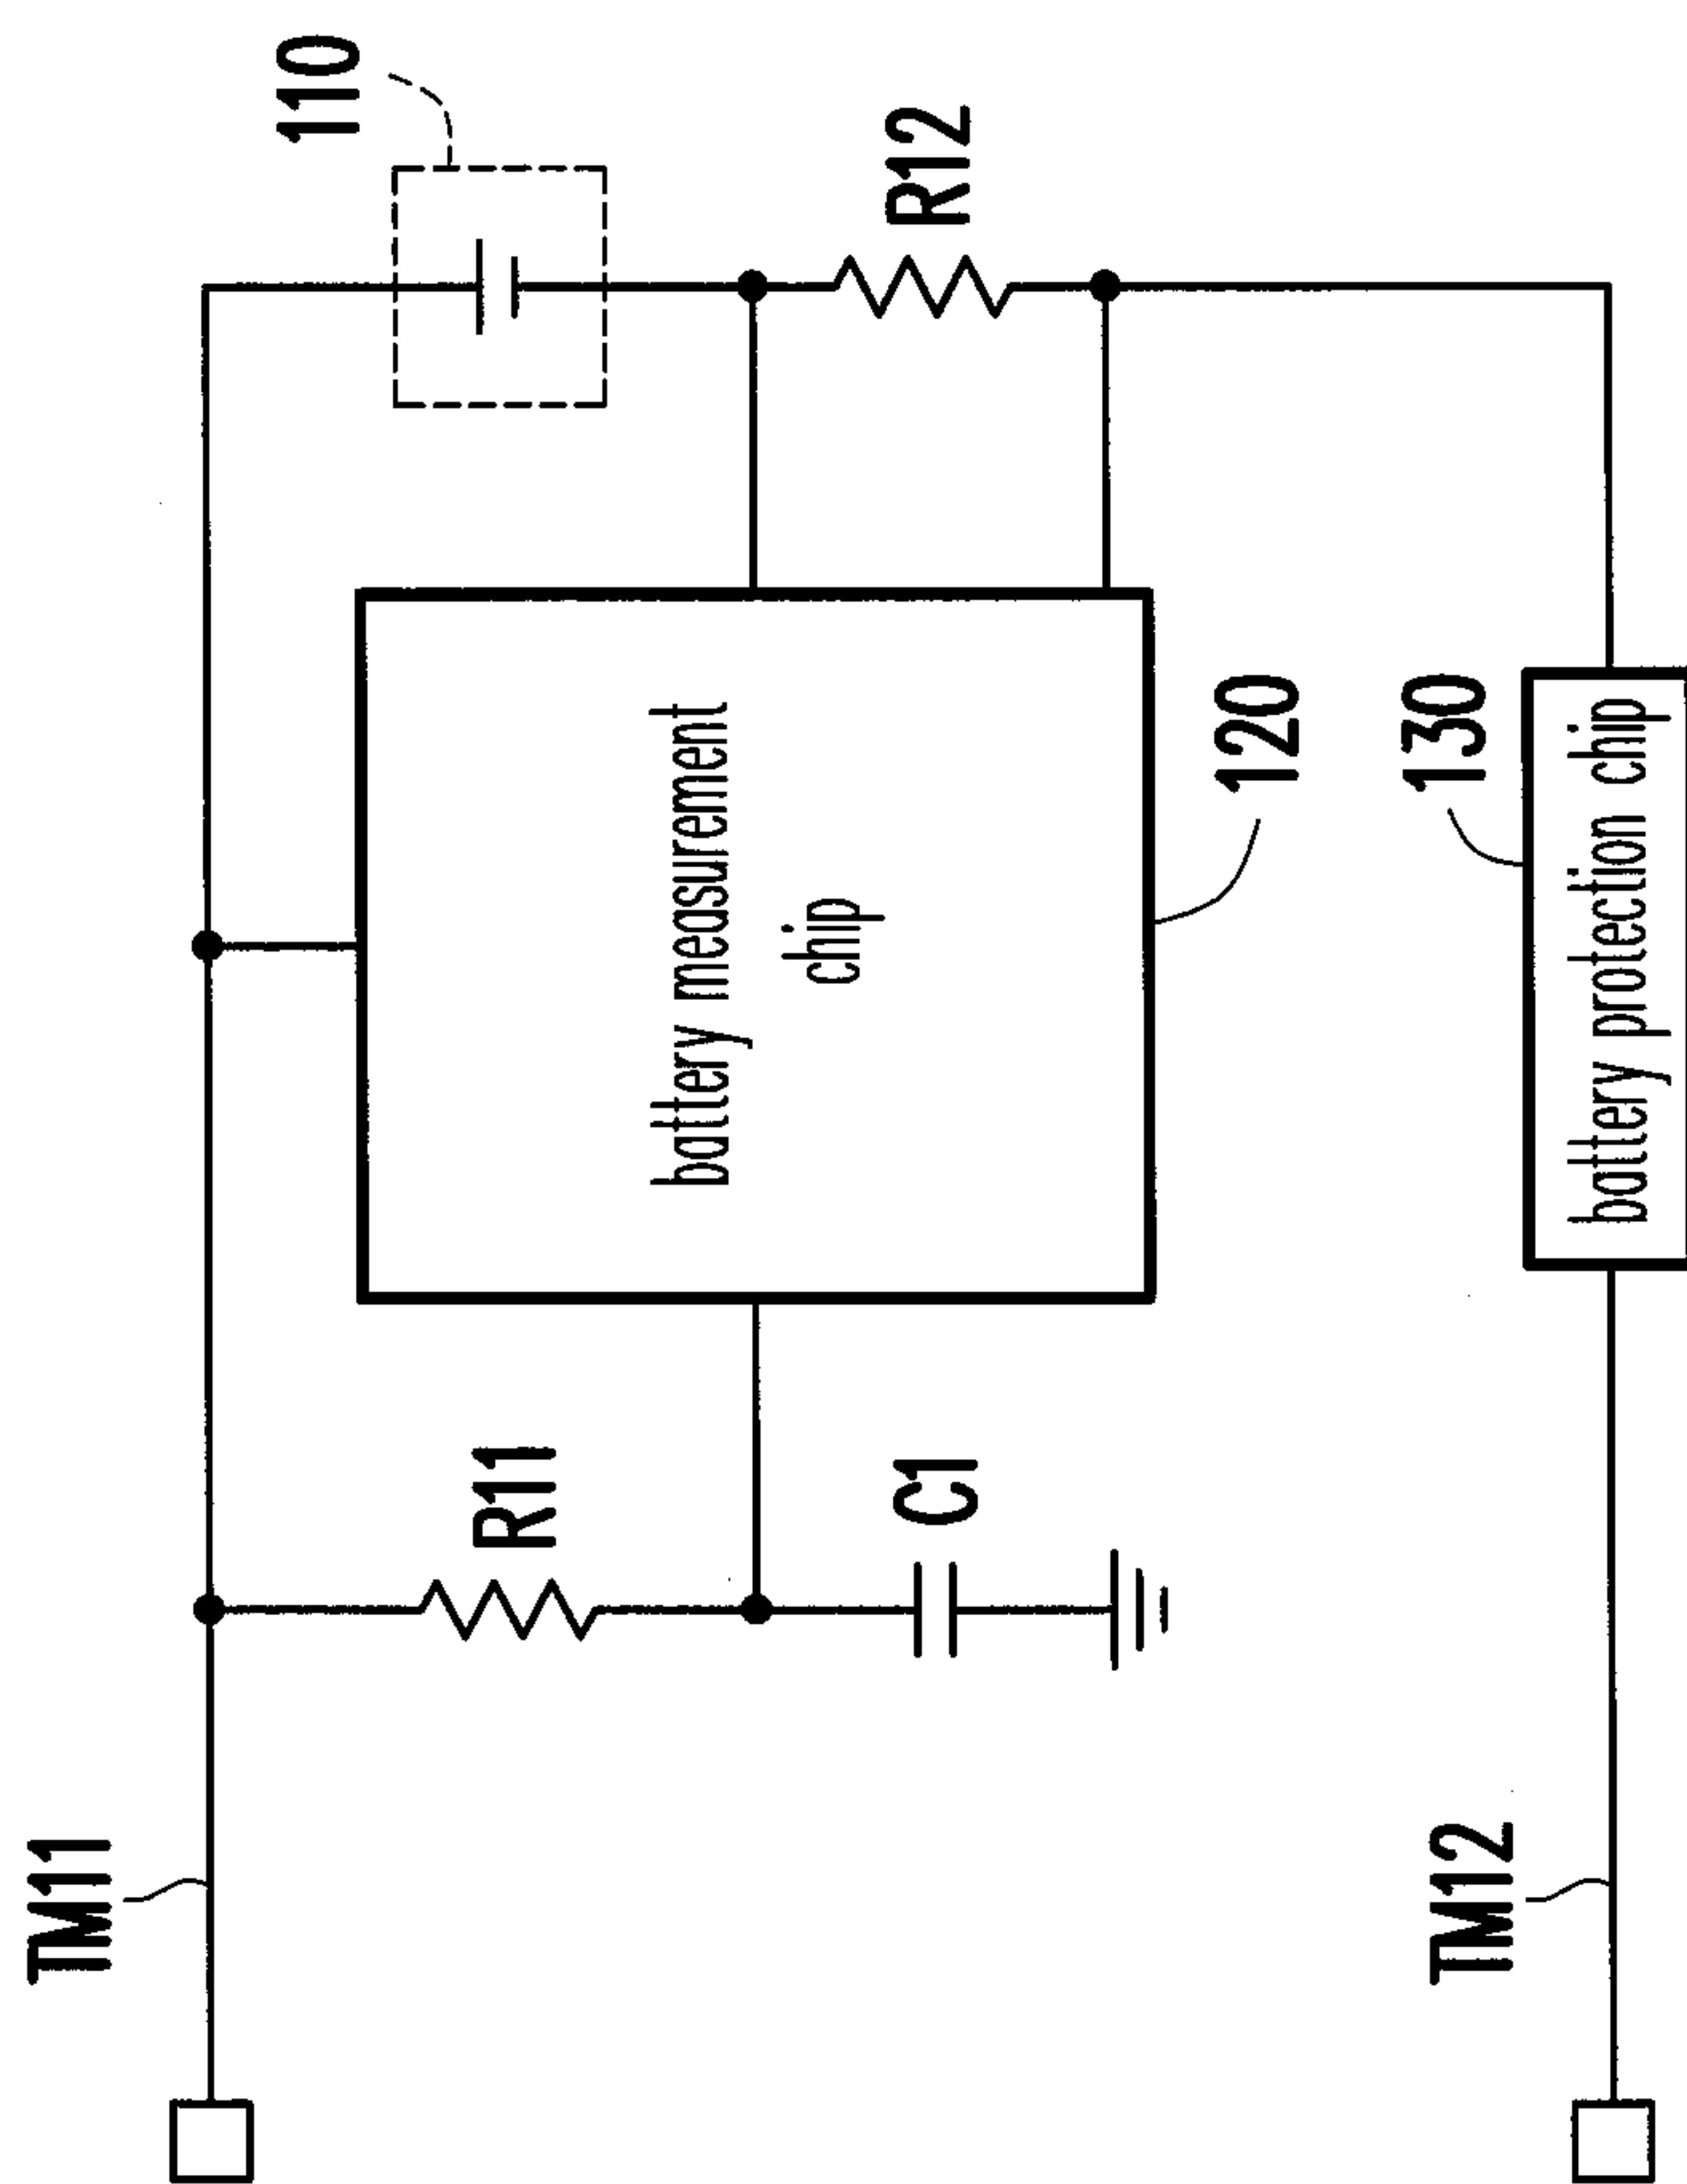 TM11
R11
C1
battery measurement
chip
120
110
R12
TM12
battery protection chip
130